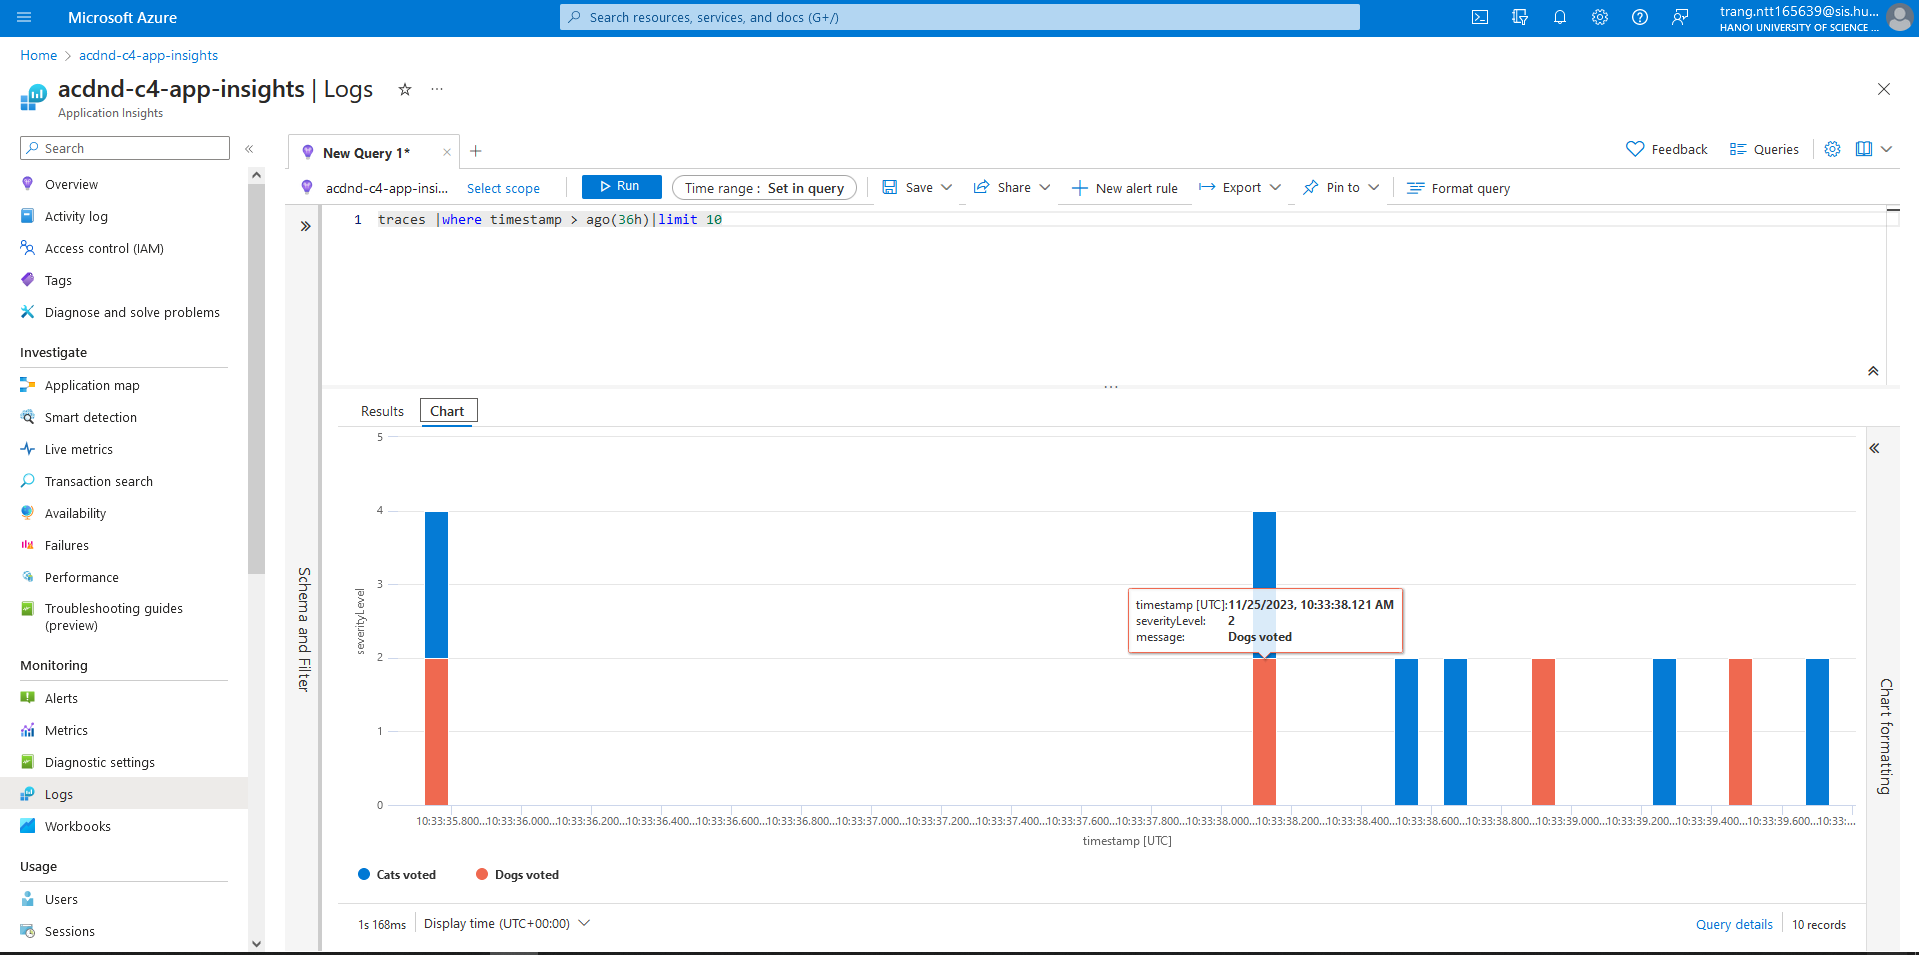 Microsoft Azure
Search resources, services, and docs (G+/)
trang.ntt165639@sis.hu...
HANOI UNIVERSITY OF SCIENCE ...
Home > acdnd-c4-app-insights
acdnd-c4-app-insights | Logs
Application Insights
Search
Overview
Activity log
Access control (IAM)
Tags
Diagnose and solve problems
Investigate
Application map
Smart detection
Live metrics
Transaction search
Availability
Failures
Performance
Troubleshooting guides
(preview)
Monitoring
Alerts
Metrics
Diagnostic settings
Logs
Workbooks
Usage
Users
Sessions
New Query 1*
Feedback
Queries
acdnd-c4-app-insi...
Select scope
Run
Time range : Set in query
Save
Share
New alert rule
Export
Pin to
Format query
1 traces |where timestamp > ago(36h)|limit 10
Schema and Filter
Results
Chart
5
4
3
2
1
0
severityLevel
timestamp [UTC]:11/25/2023, 10:33:38.121 AM
severityLevel: 2
message: Dogs voted
10:33:35.800...10:33:36.000...10:33:36.200...10:33:36.400...10:33:36.600...10:33:36.800...10:33:37.000...10:33:37.200...10:33:37.400...10:33:37.600...10:33:37.800...10:33:38.000...10:33:38.200...10:33:38.400...10:33:38.600...10:33:38.800...10:33:39.000...10:33:39.200...10:33:39.400...10:33:39.600...10:33:...
timestamp [UTC]
Cats voted
Dogs voted
Chart formatting
1s 168ms
Display time (UTC+00:00)
Query details
10 records